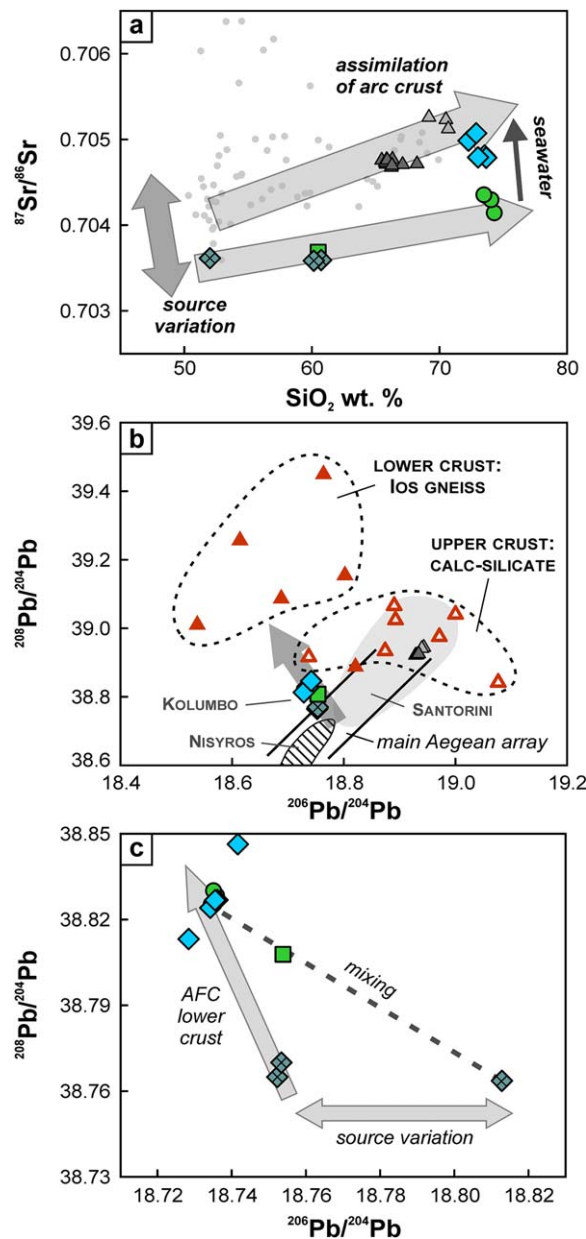 a
0.706
0.705
0.704
0.703
⁸⁷Sr/⁸⁶Sr
assimilation
of arc crust
seawater
source
variation
50 60 70 80
SiO₂ wt. %
b
39.6
39.4
39.2
39.0
38.8
38.6
²⁰⁸Pb/²⁰⁴Pb
LOWER CRUST:
IOS GNEISS
UPPER CRUST:
CALC-SILICATE
KOLUMBO
SANTORINI
NISYROS
main Aegean array
18.4 18.6 18.8 19.0 19.2
²⁰⁶Pb/²⁰⁴Pb
c
38.85
38.82
38.79
38.76
38.73
²⁰⁸Pb/²⁰⁴Pb
mixing
AFC
lower
crust
source variation
18.72 18.74 18.76 18.78 18.80 18.82
²⁰⁶Pb/²⁰⁴Pb